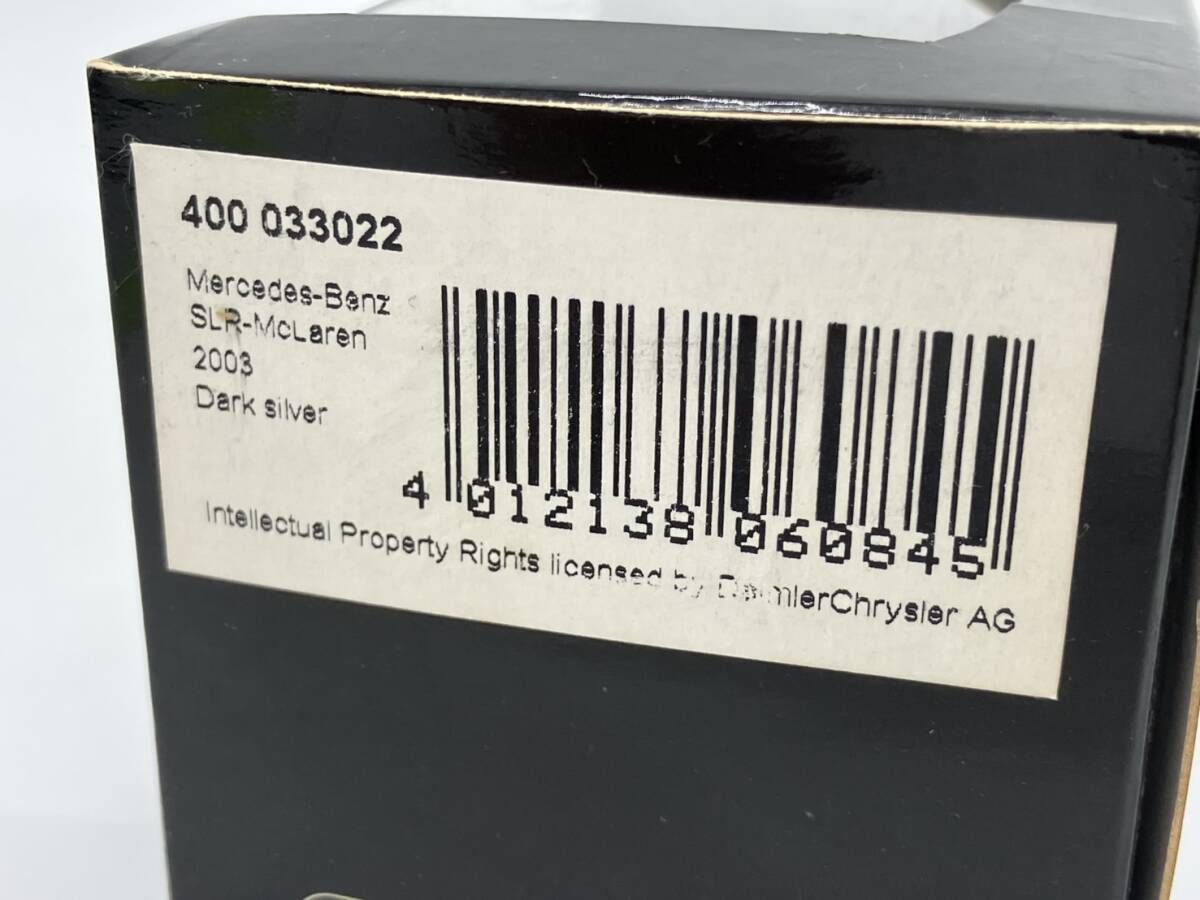 400 033022
Mercedes-Benz
SLR-McLaren
2003
Dark silver
4 012138 060845
Intellectual Property Rights licensed by DaimlerChrysler AG